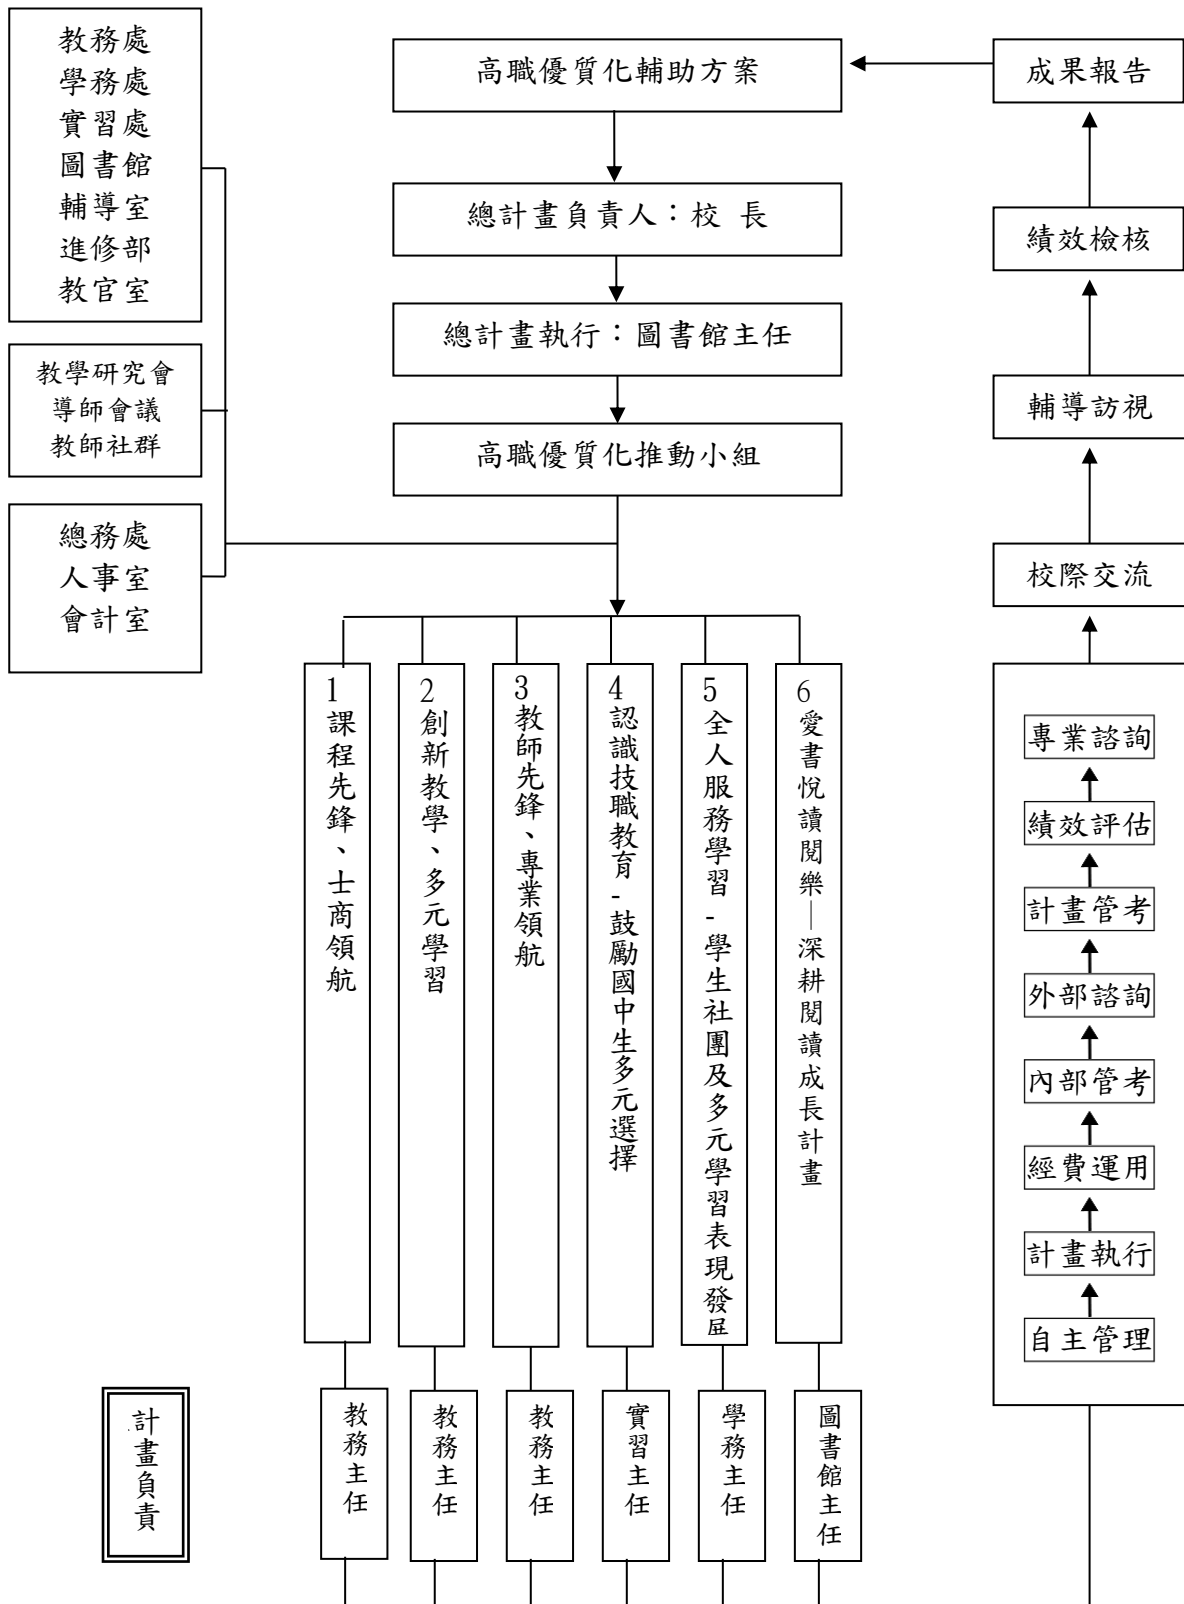 教務處
學務處
實習處
圖書館
輔導室
進修部
教官室
教學研究會
導師會議
教師社群
總務處
人事室
會計室
高職優質化輔助方案
總計畫負責人：校 長
總計畫執行：圖書館主任
高職優質化推動小組
1課程先鋒、士商領航
2創新教學、多元學習
3教師先鋒、專業領航
4認識技職教育-鼓勵國中生多元選擇
5全人服務學習-學生社團及多元學習表現發展
6愛書悅讀閱樂—深耕閱讀成長計畫
計畫負責
教務主任
教務主任
教務主任
實習主任
學務主任
圖書館主任
成果報告
績效檢核
輔導訪視
校際交流
專業諮詢
績效評估
計畫管考
外部諮詢
內部管考
經費運用
計畫執行
自主管理